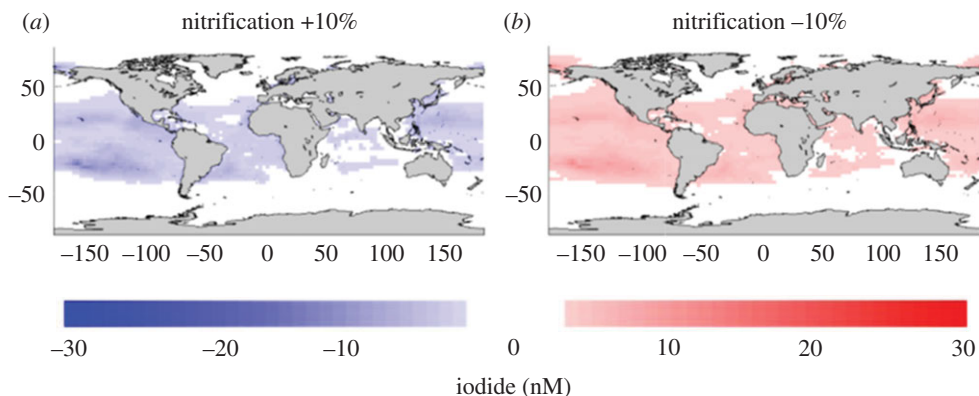 (a) nitrification +10%
(b) nitrification –10%
50
0
–50
–150 –100 –50 0 50 100 150
50
0
–50
–150 –100 –50 0 50 100 150
–30 –20 –10 0 10 20 30
iodide (nM)